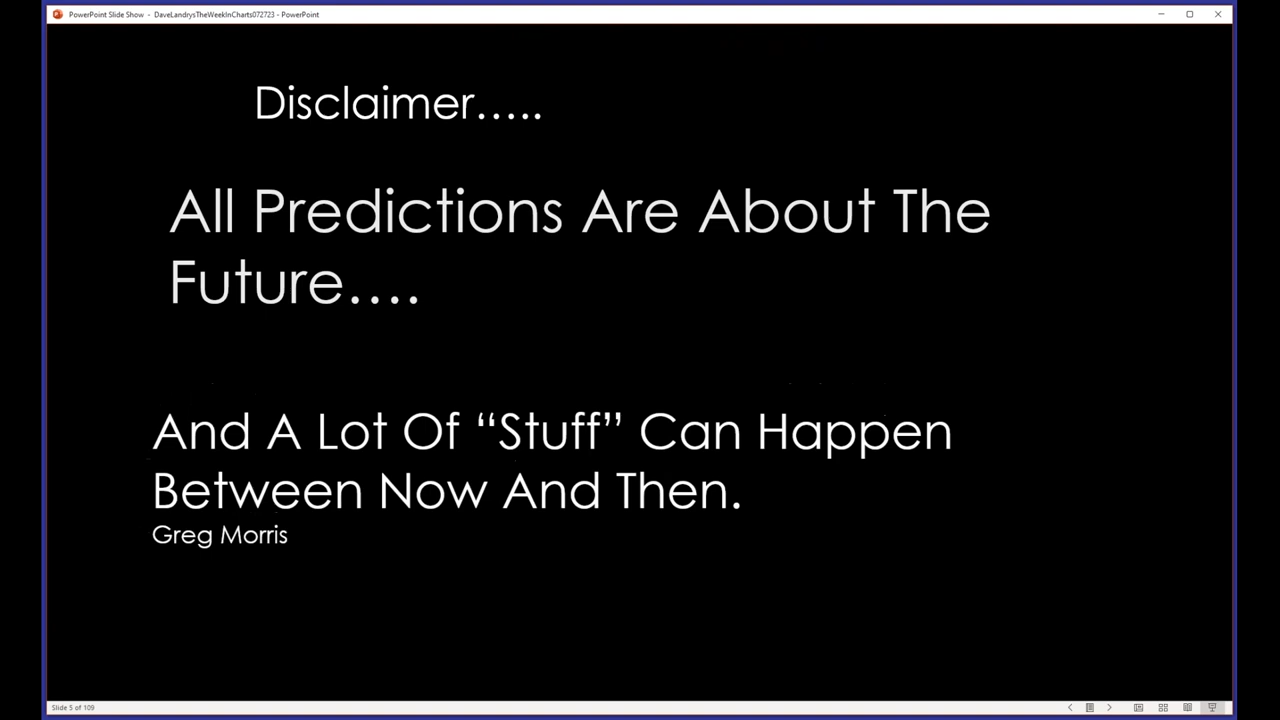 PowerPoint Slide Show - DaveLandrysTheWeekInCharts072723 - PowerPoint
Disclaimer.....
All Predictions Are About The
Future....
And A Lot Of “Stuff” Can Happen
Between Now And Then.
Greg Morris
Slide 5 of 109